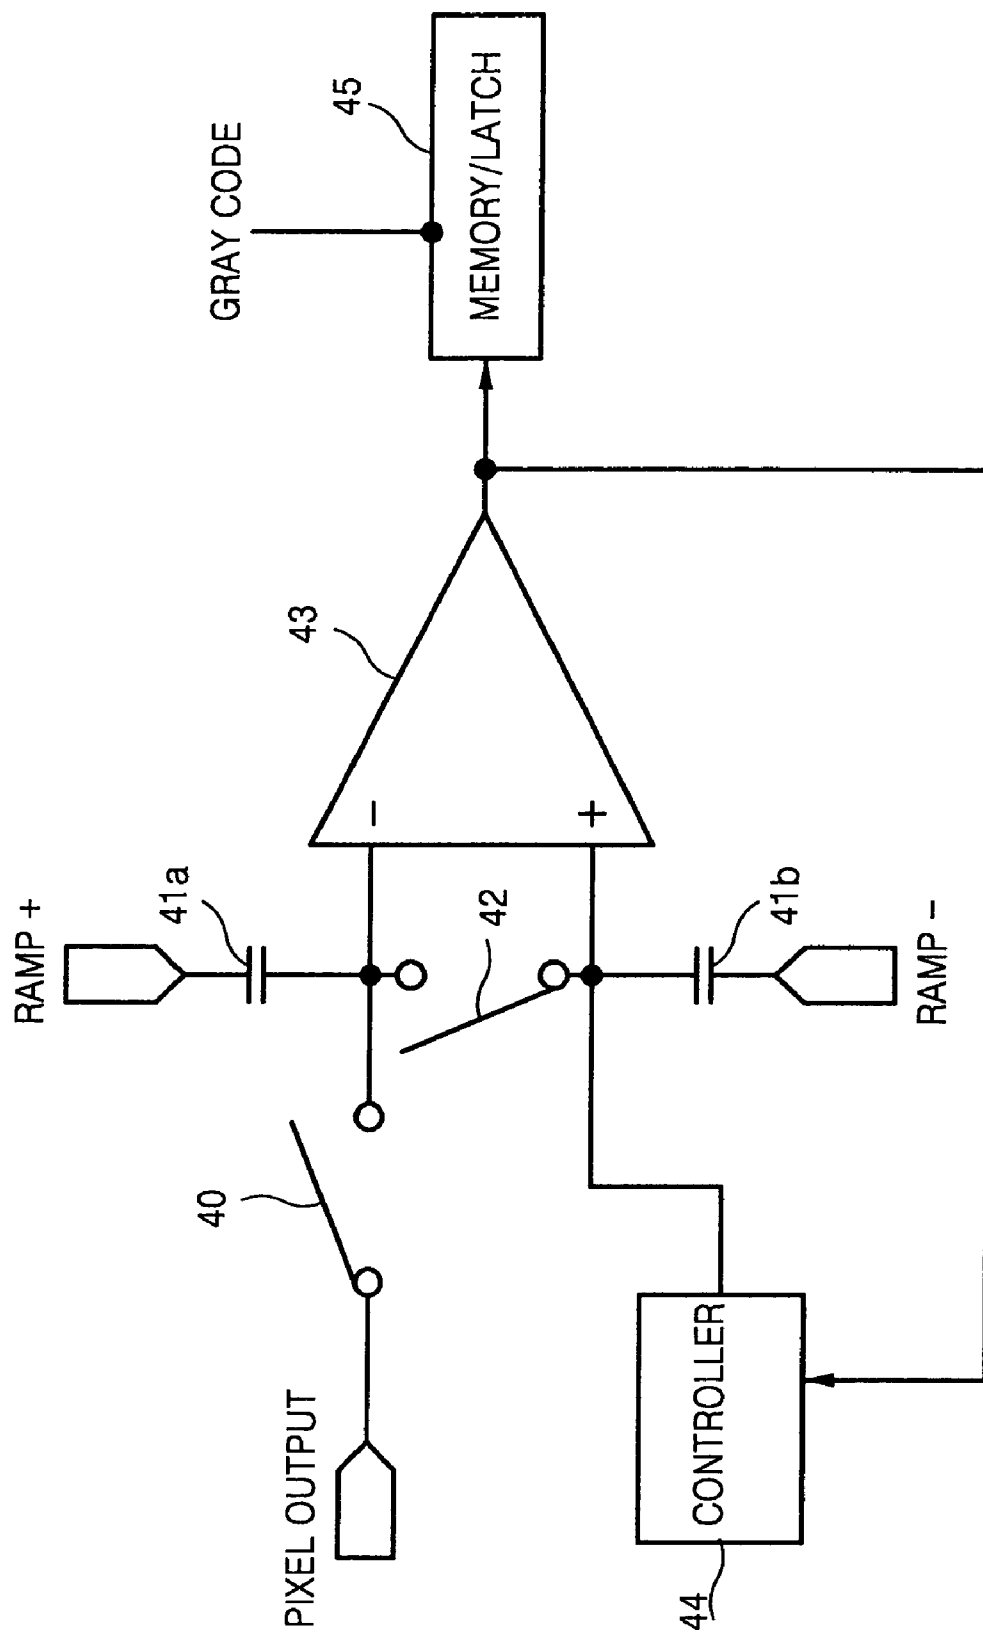 GRAY CODE
45
MEMORY/LATCH
43
RAMP +
41a
-
+
42
41b
RAMP -
40
PIXEL OUTPUT
CONTROLLER
44